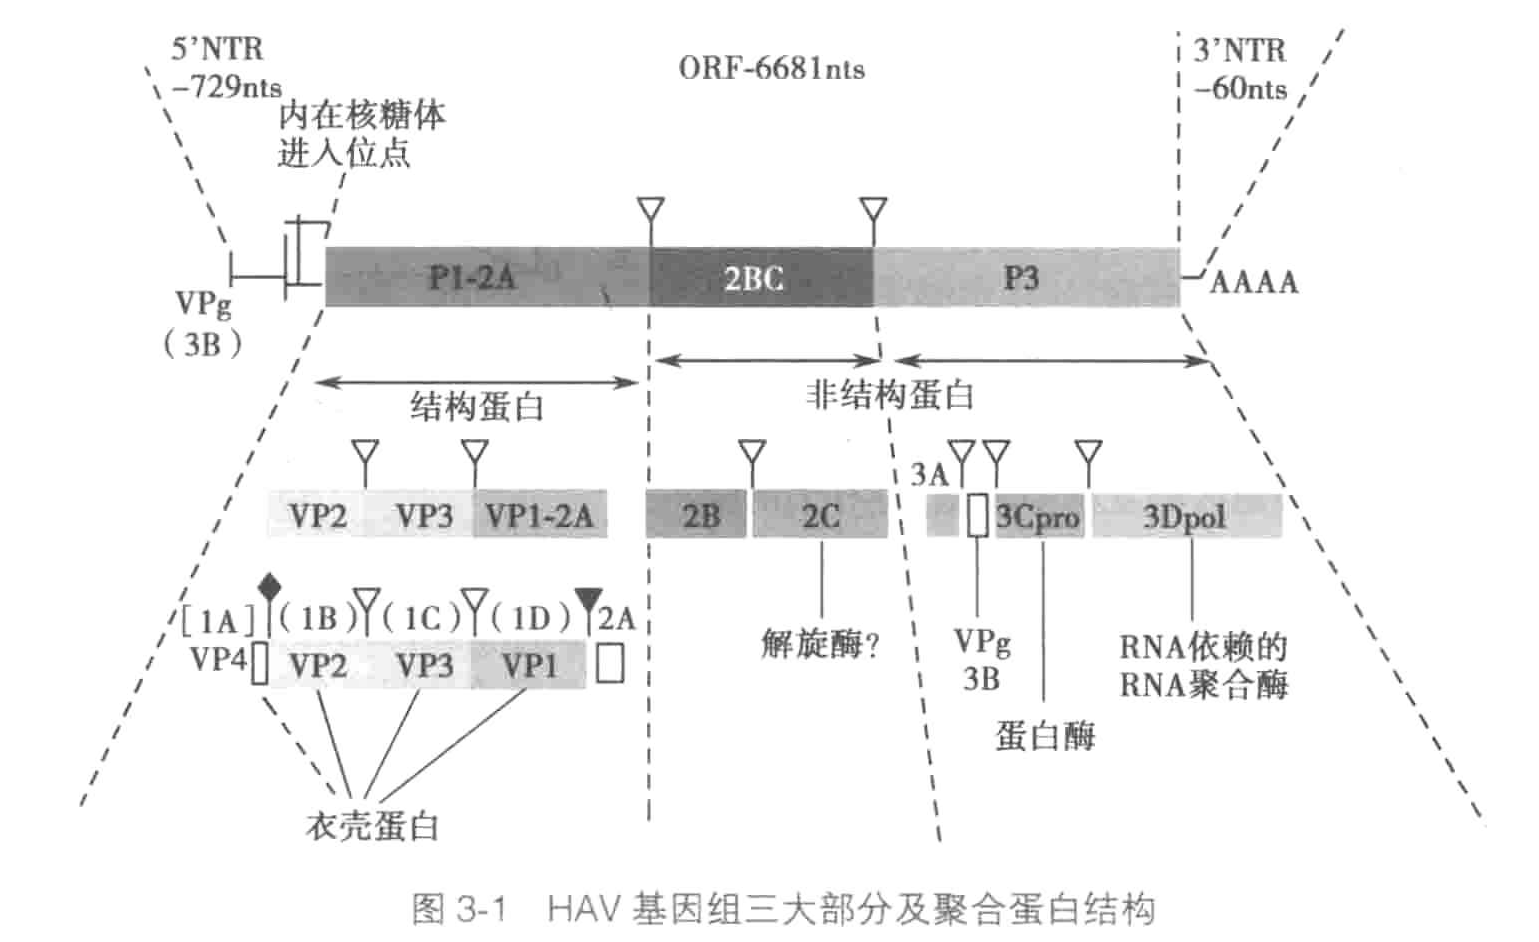 5’NTR
-729nts
ORF-6681nts
3’NTR
-60nts
内在核糖体
进入位点
P1-2A
2BC
P3
AAAA
VPg
(3B)
结构蛋白
非结构蛋白
3A
VP2
VP3
VP1-2A
2B
2C
3Cpro
3Dpol
[1A]
(1B)
(1C)
(1D)
2A
VP4
VP2
VP3
VP1
解旋酶?
VPg
3B
RNA依赖的
RNA聚合酶
蛋白酶
衣壳蛋白
图 3-1 HAV 基因组三大部分及聚合蛋白结构